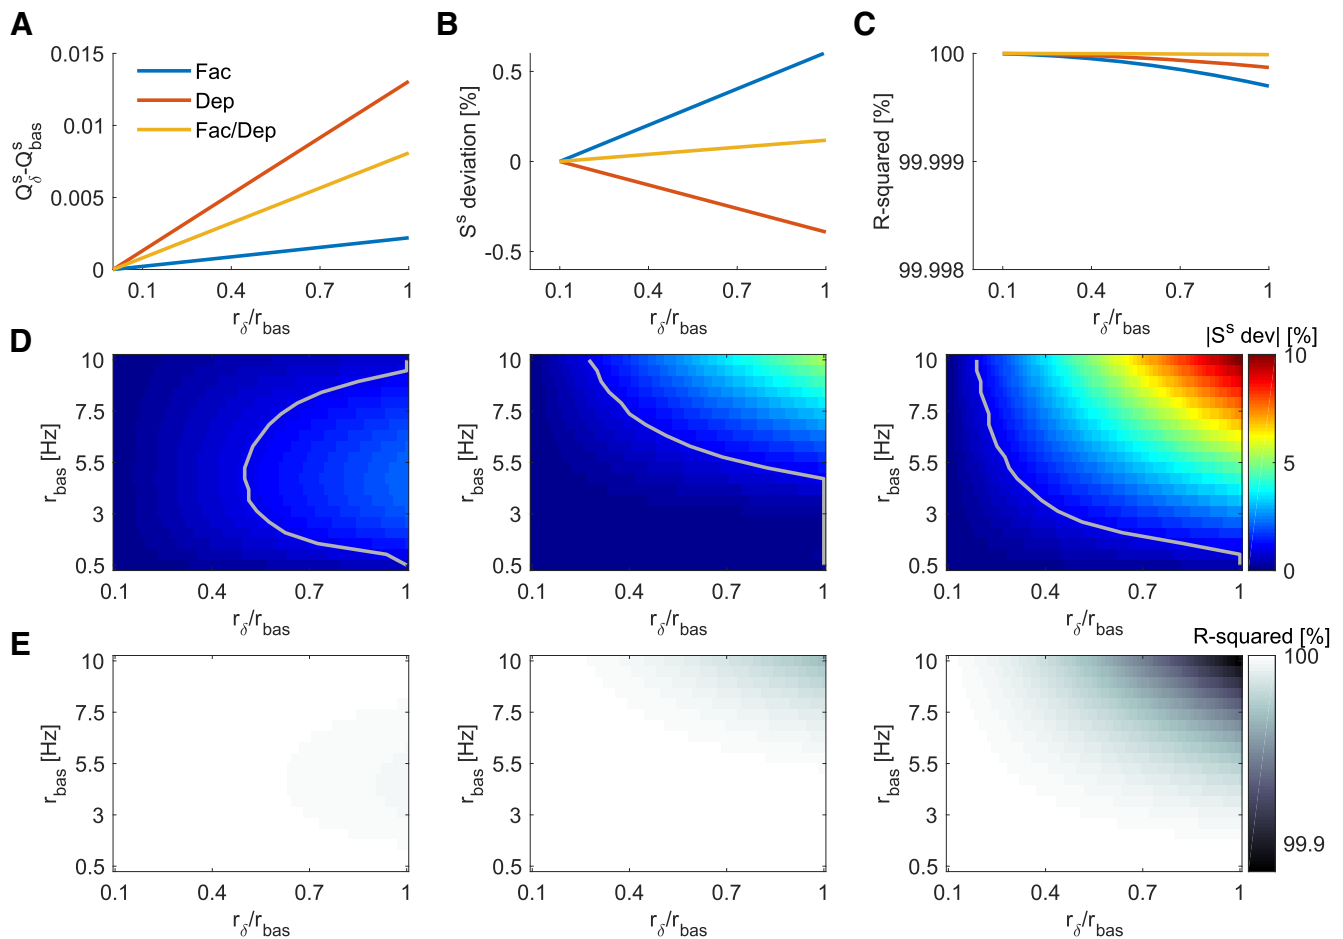 A
B
C
0.015
0.01
0.005
0
Q_δ^s-Q_bas^s
Fac
Dep
Fac/Dep
0.1 0.4 0.7 1
r_δ/r_bas
0.5
0
-0.5
S^s deviation [%]
0.1 0.4 0.7 1
r_δ/r_bas
100
99.999
99.998
R-squared [%]
0.1 0.4 0.7 1
r_δ/r_bas
D
|S^s dev| [%]
10
7.5
5.5
3
0.5
r_bas [Hz]
0.1 0.4 0.7 1
r_δ/r_bas
10
7.5
5.5
3
0.5
r_bas [Hz]
0.1 0.4 0.7 1
r_δ/r_bas
10
7.5
5.5
3
0.5
r_bas [Hz]
0.1 0.4 0.7 1
r_δ/r_bas
10
5
0
E
R-squared [%]
10
7.5
5.5
3
0.5
r_bas [Hz]
0.1 0.4 0.7 1
r_δ/r_bas
10
7.5
5.5
3
0.5
r_bas [Hz]
0.1 0.4 0.7 1
r_δ/r_bas
10
7.5
5.5
3
0.5
r_bas [Hz]
0.1 0.4 0.7 1
r_δ/r_bas
100
99.9